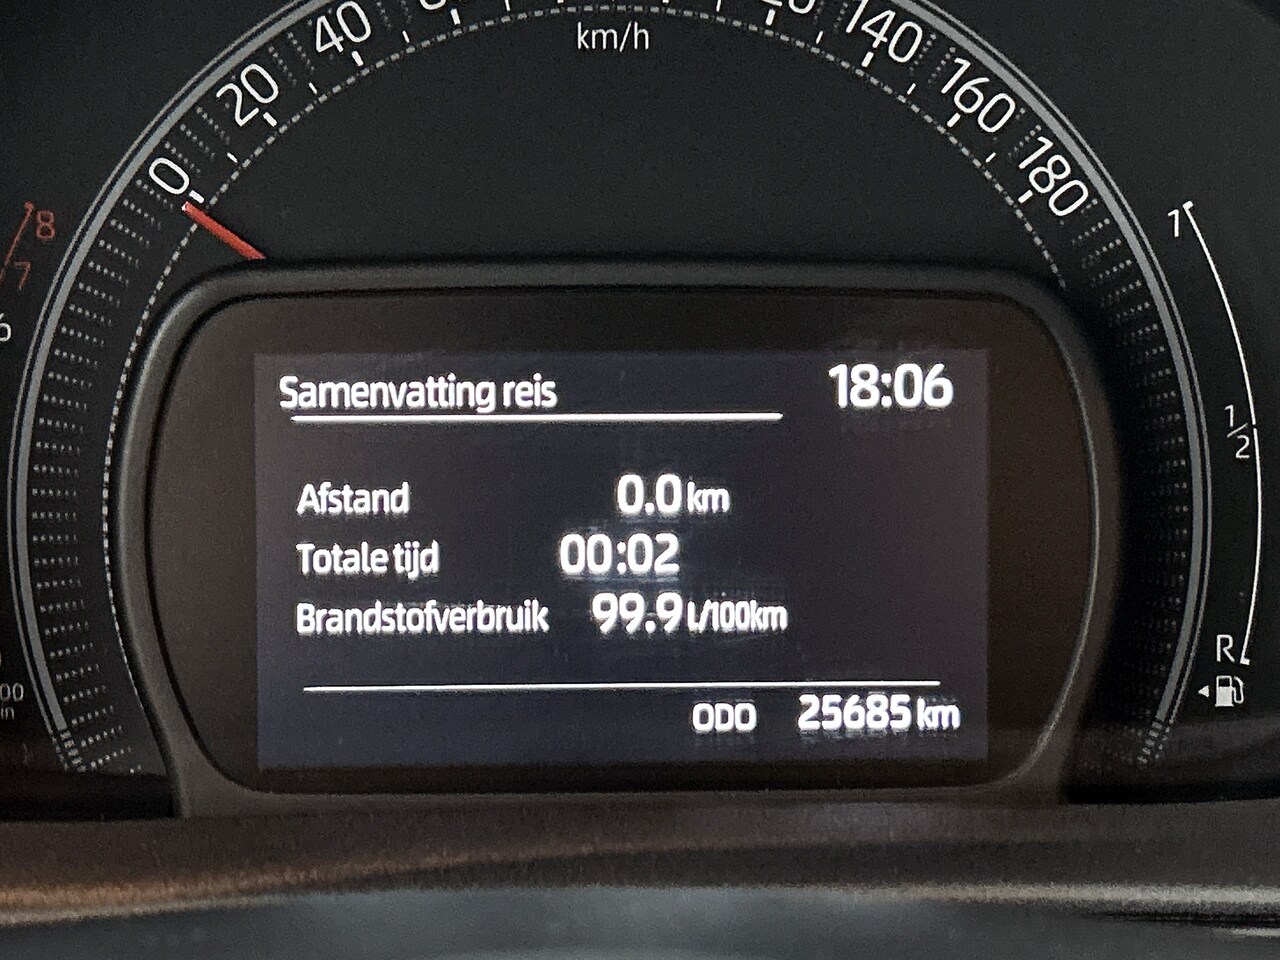 km/h
0
20
40
140
160
180
8
7
6
1
1/2
R
Samenvatting reis 18:06
Afstand 0.0 km
Totale tijd 00:02
Brandstofverbruik 99.9 L/100km
ODO 25685 km